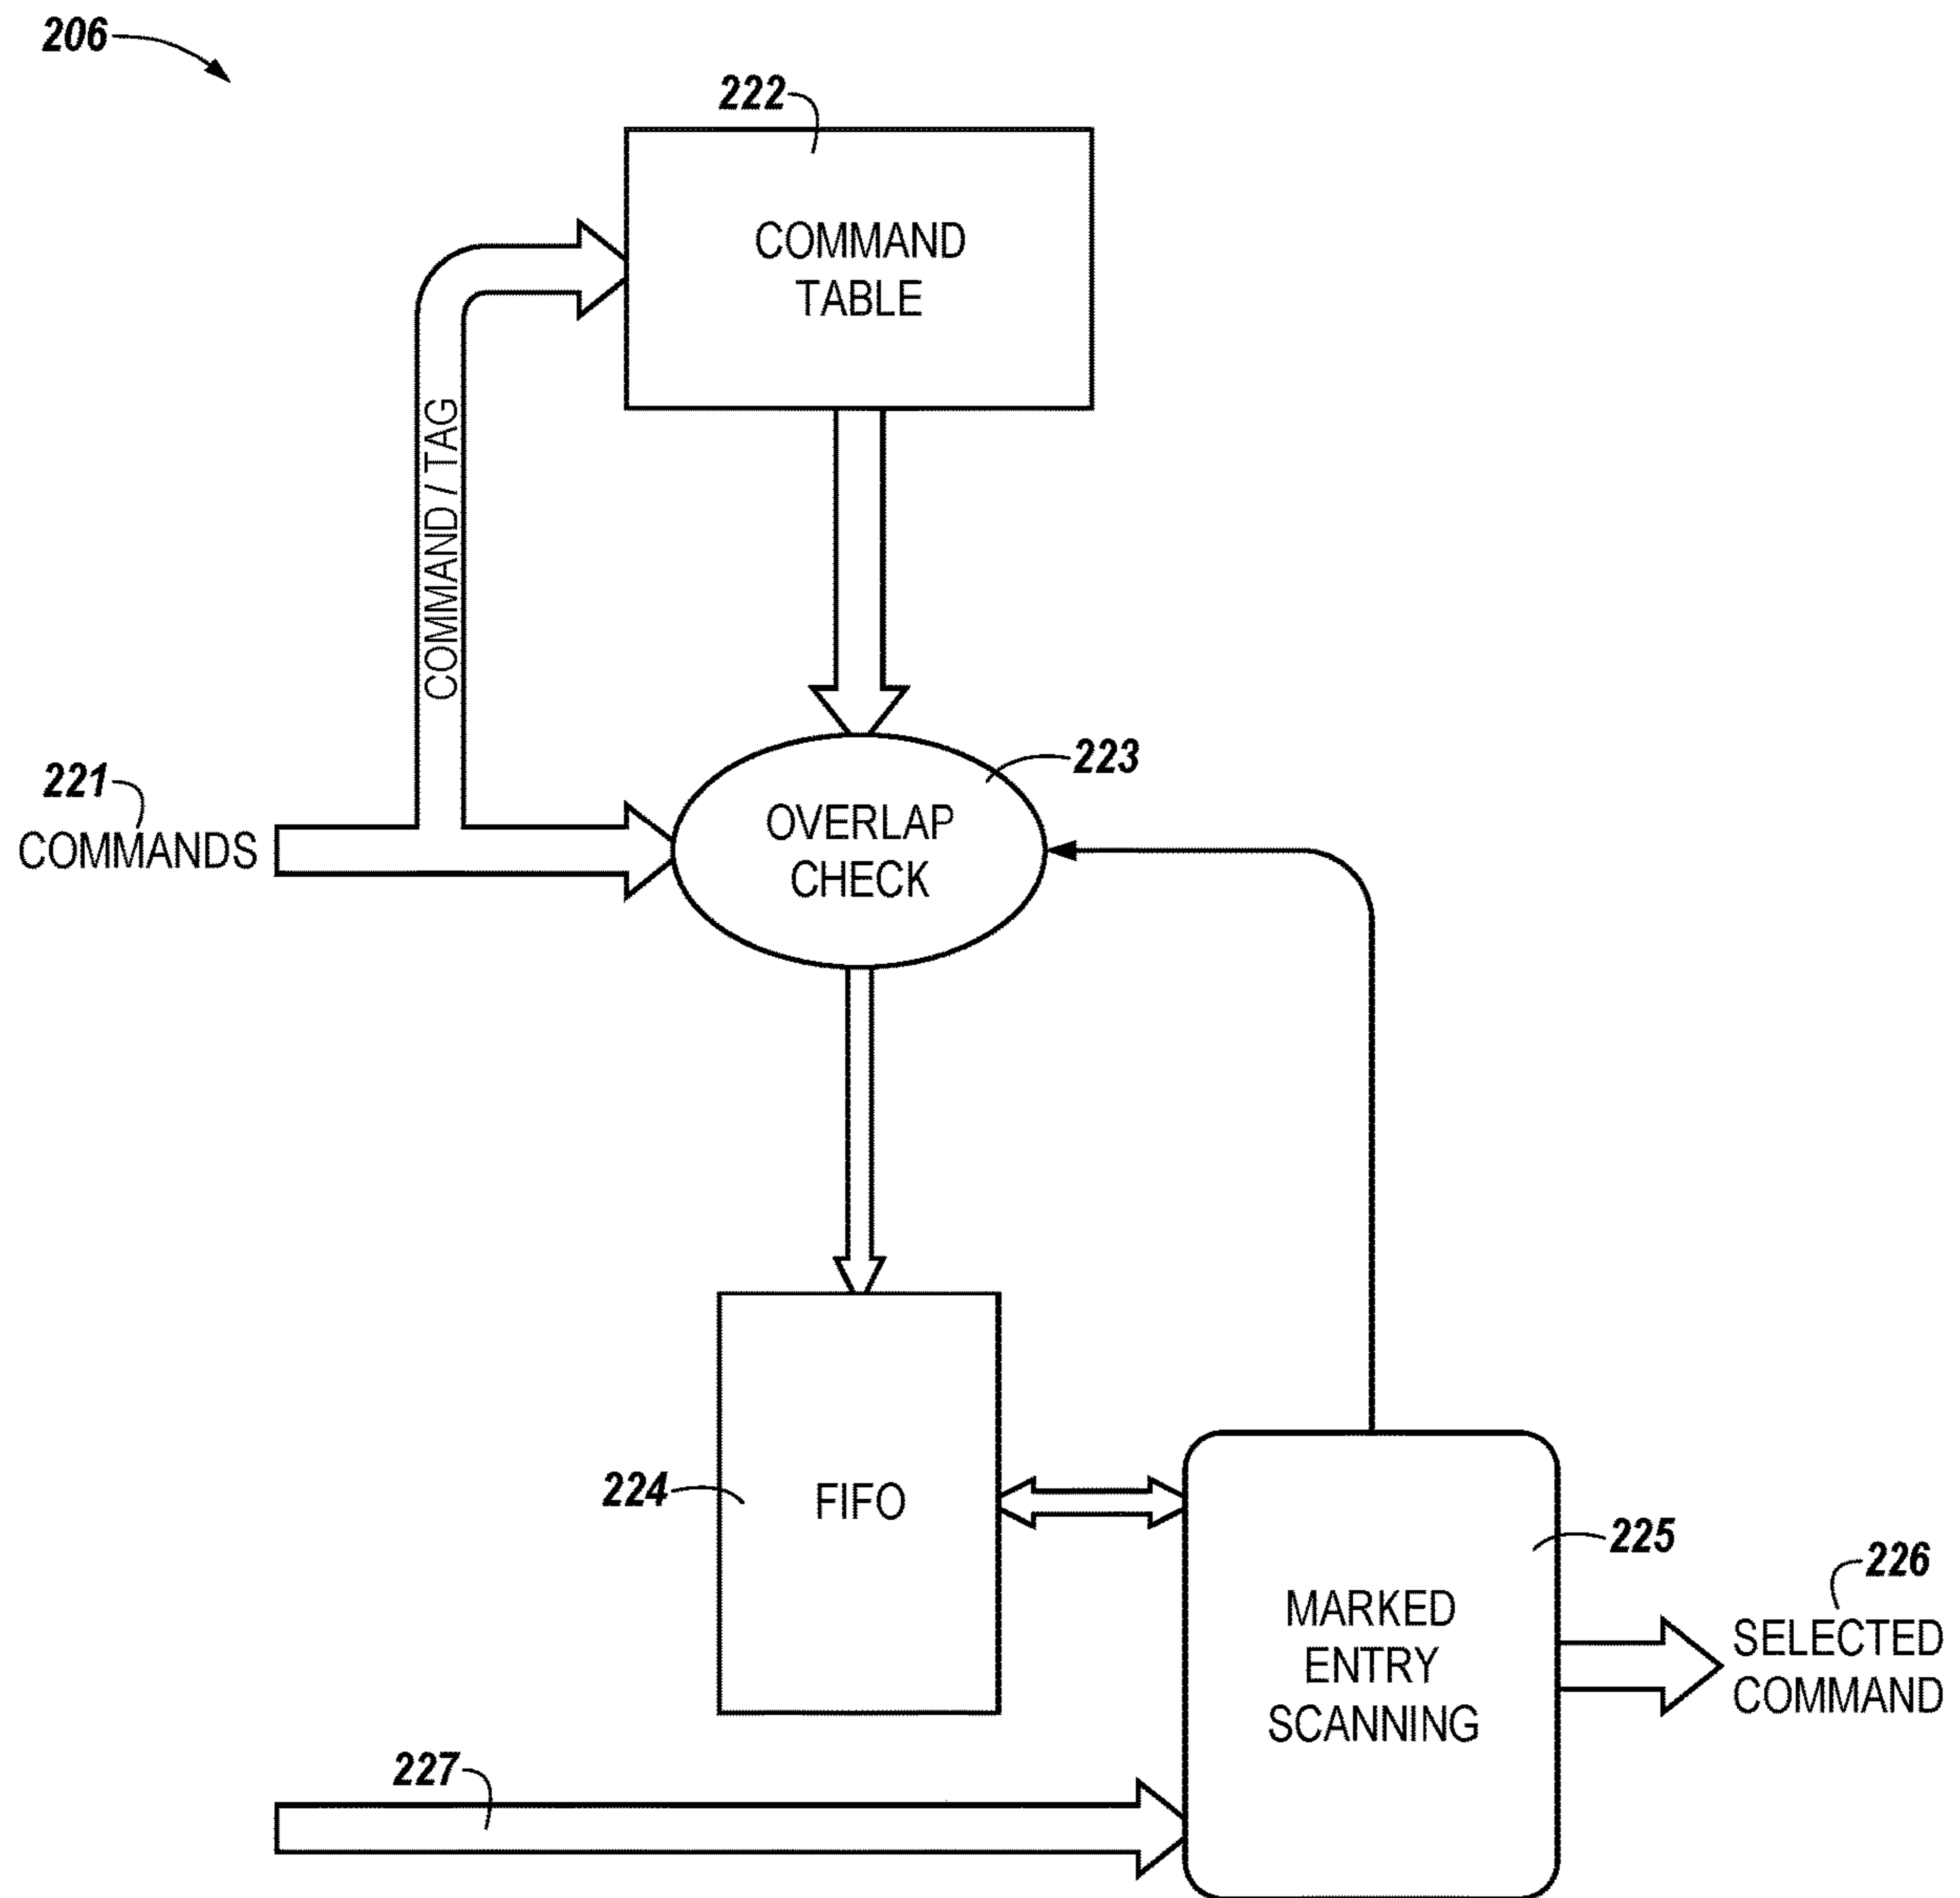 206
222
COMMAND
TABLE
COMMAND / TAG
221
COMMANDS
223
OVERLAP
CHECK
224
FIFO
225
MARKED
ENTRY
SCANNING
226
SELECTED
COMMAND
227